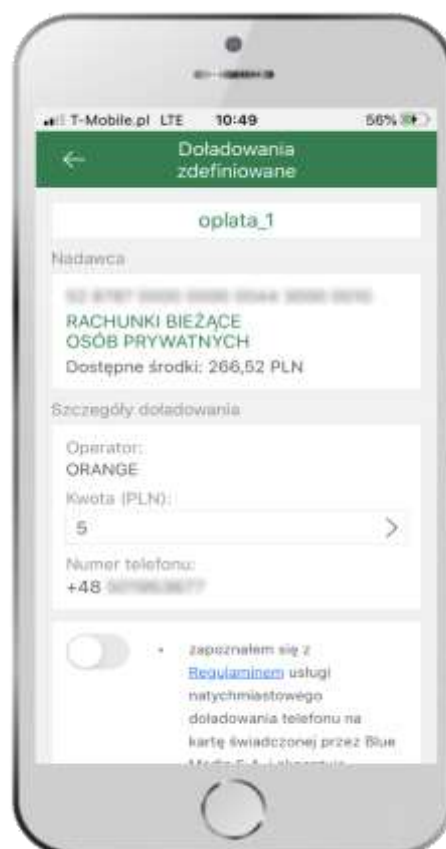 T-Mobile.pl LTE 10:49 56%
Doładowania
zdefiniowane
oplata_1
Nadawca
RACHUNKI BIEŻĄCE
OSÓB PRYWATNYCH
Dostępne środki: 266,52 PLN
Szczegóły doładowania
Operator:
ORANGE
Kwota (PLN):
5
Numer telefonu:
+48
zapoznałem się z
Regulaminem usługi
natychmiastowego
doładowania telefonu na
kartę świadczonej przez Blue